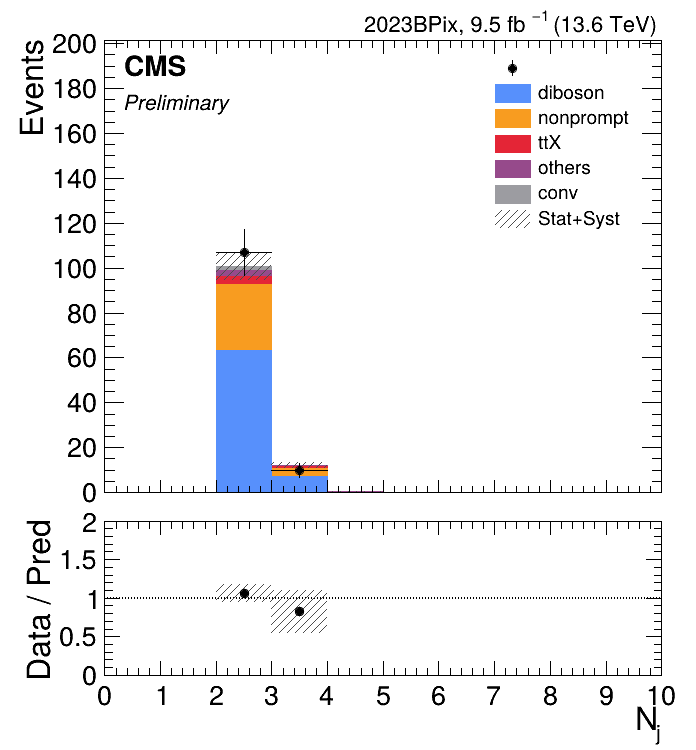 2023BPix, 9.5 fb⁻¹ (13.6 TeV)
Events
200
180
160
140
120
100
80
60
40
20
0
CMS
Preliminary
diboson
nonprompt
ttX
others
conv
Stat+Syst
Data / Pred
2
1.5
1
0.5
0
0 1 2 3 4 5 6 7 8 9 10
N_j